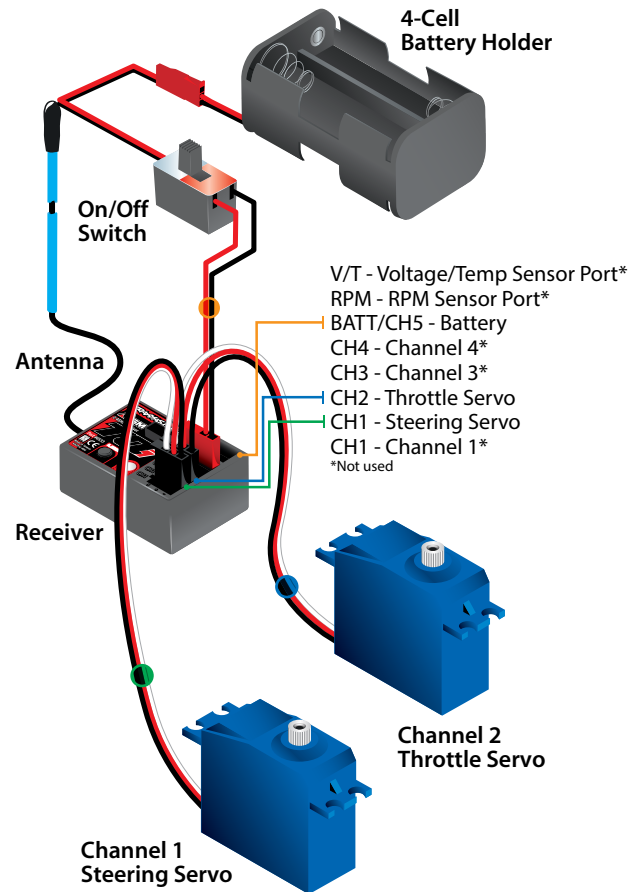 4-Cell
Battery Holder
On/Off
Switch
V/T - Voltage/Temp Sensor Port*
RPM - RPM Sensor Port*
BATT/CH5 - Battery
CH4 - Channel 4*
CH3 - Channel 3*
CH2 - Throttle Servo
CH1 - Steering Servo
CH1 - Channel 1*
*Not used
Antenna
Receiver
Channel 2
Throttle Servo
Channel 1
Steering Servo